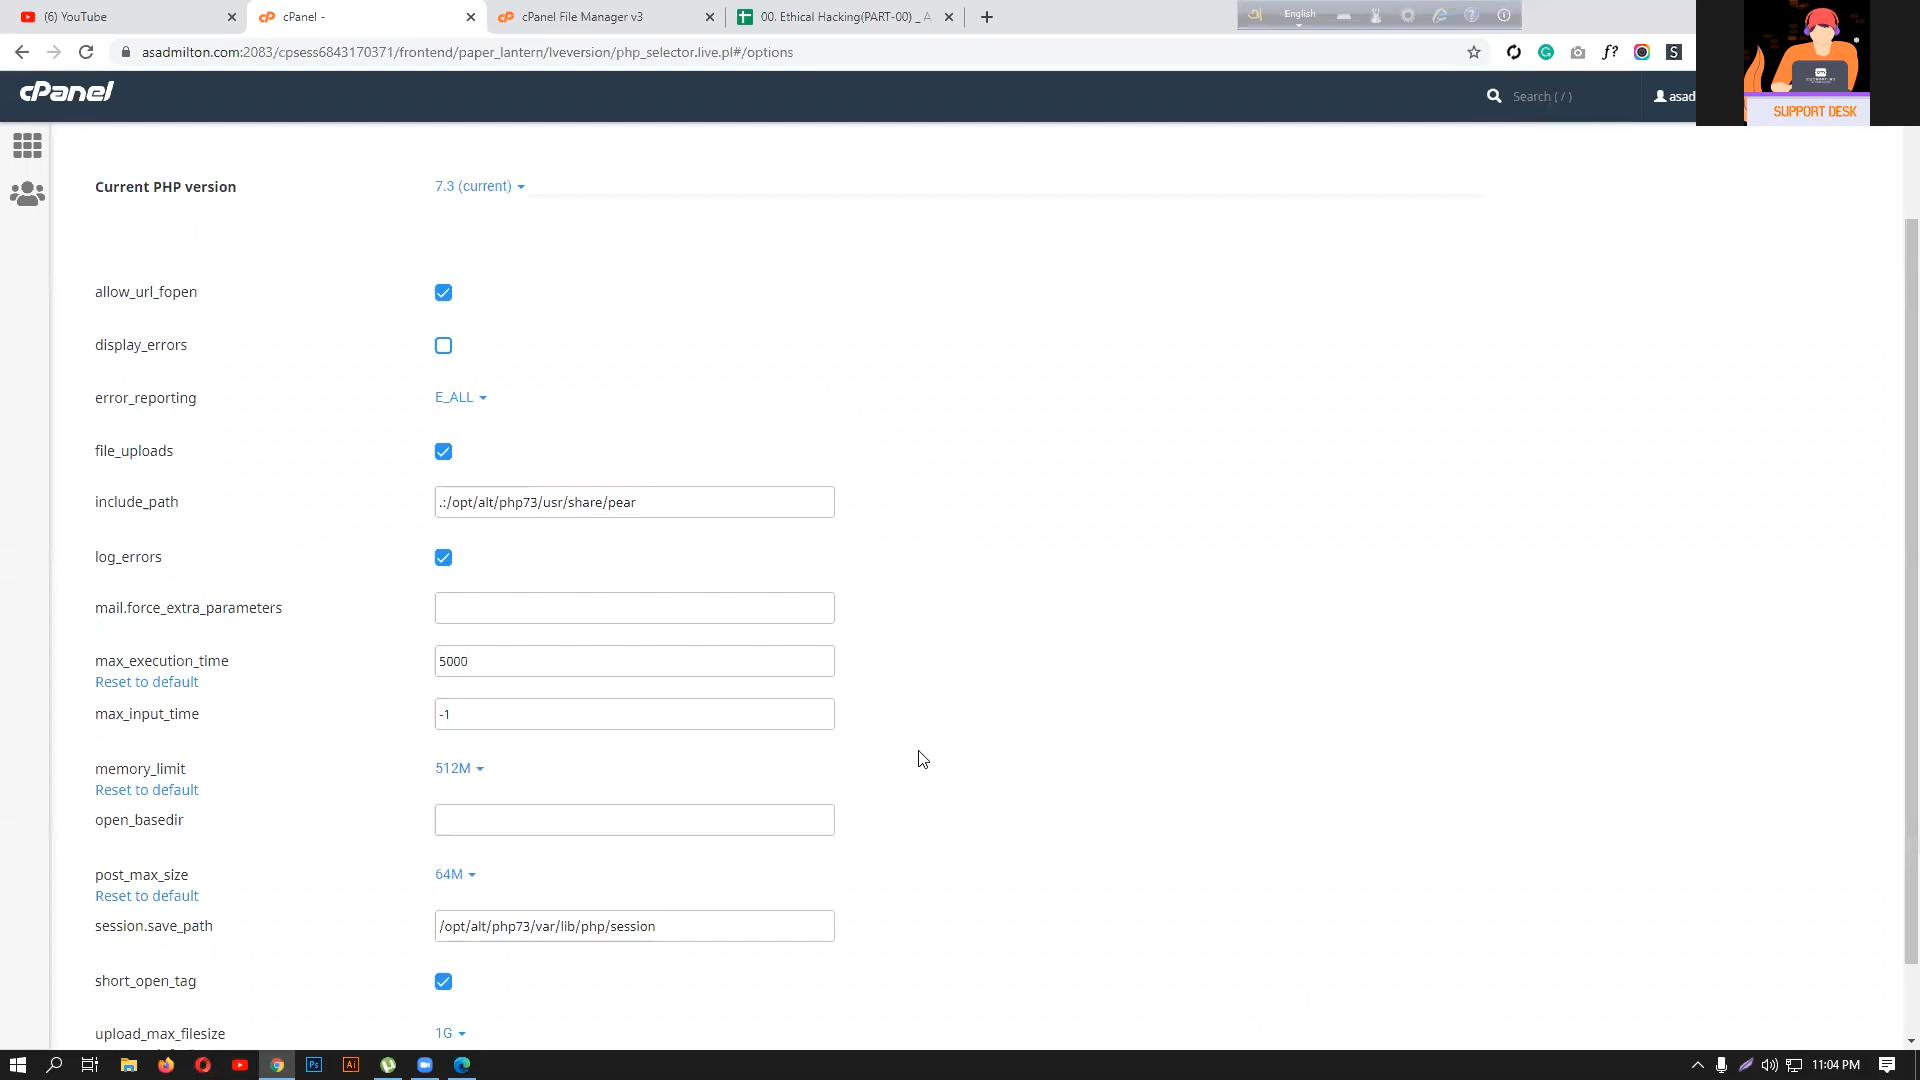 (6) YouTube
cPanel -
cPanel File Manager v3
00. Ethical Hacking(PART-00) _ A
English
asadmilton.com:2083/cpsess6843170371/frontend/paper_lantern/lveversion/php_selector.live.pl#/options
f?
S
cPanel
Search ( / )
asad
SUPPORT DESK
Current PHP version
7.3 (current)
allow_url_fopen
display_errors
error_reporting
E_ALL
file_uploads
include_path
.:/opt/alt/php73/usr/share/pear
log_errors
mail.force_extra_parameters
max_execution_time
5000
Reset to default
max_input_time
-1
memory_limit
512M
Reset to default
open_basedir
post_max_size
64M
Reset to default
session.save_path
/opt/alt/php73/var/lib/php/session
short_open_tag
upload_max_filesize
1G
Ps
Ai
11:04 PM